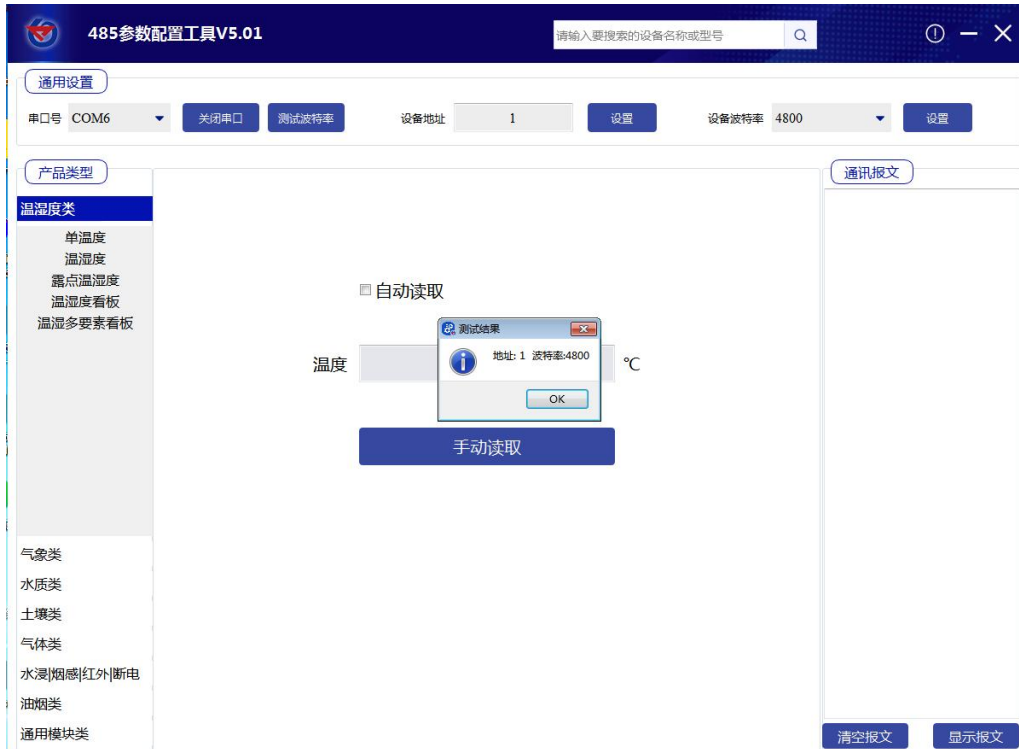 485参数配置工具V5.01
请输入要搜索的设备名称或型号
通用设置
串口号 COM6 关闭串口 测试波特率 设备地址 1 设置 设备波特率 4800 设置
产品类型
通讯报文
温湿度类
单温度
温湿度
露点温湿度
温湿度看板
温湿多要素看板
自动读取
测试结果
地址: 1 波特率:4800
OK
温度 ℃
手动读取
气象类
水质类
土壤类
气体类
水浸|烟感|红外|断电
油烟类
通用模块类
清空报文 显示报文